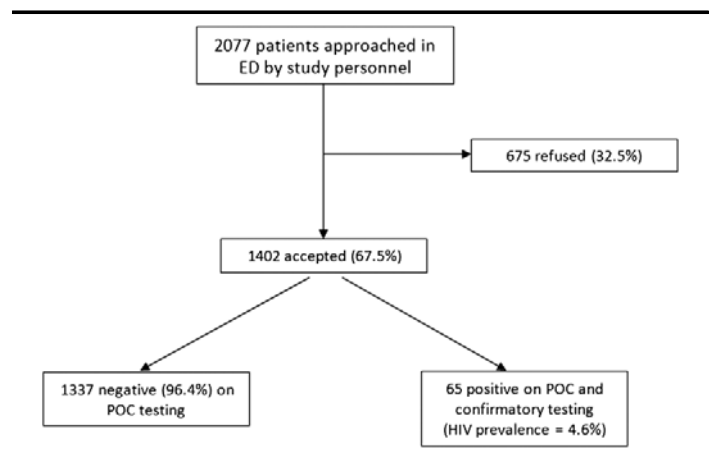 2077 patients approached in
ED by study personnel
675 refused (32.5%)
1402 accepted (67.5%)
1337 negative (96.4%) on
POC testing
65 positive on POC and
confirmatory testing
(HIV prevalence = 4.6%)